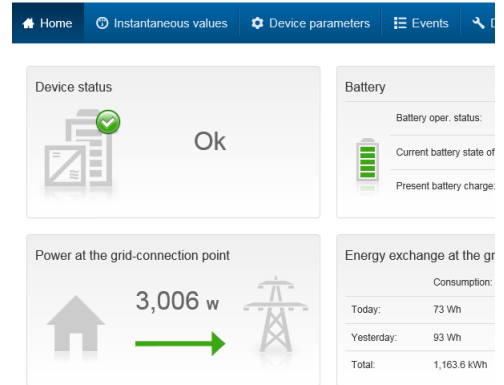 Home Instantaneous values Device parameters Events
Device status
Ok
Battery
Battery oper. status:
Current battery state of
Present battery charge:
Power at the grid-connection point
3,006 w
Energy exchange at the
Consumption:
Today: 73 Wh
Yesterday: 93 Wh
Total: 1,163.6 kWh